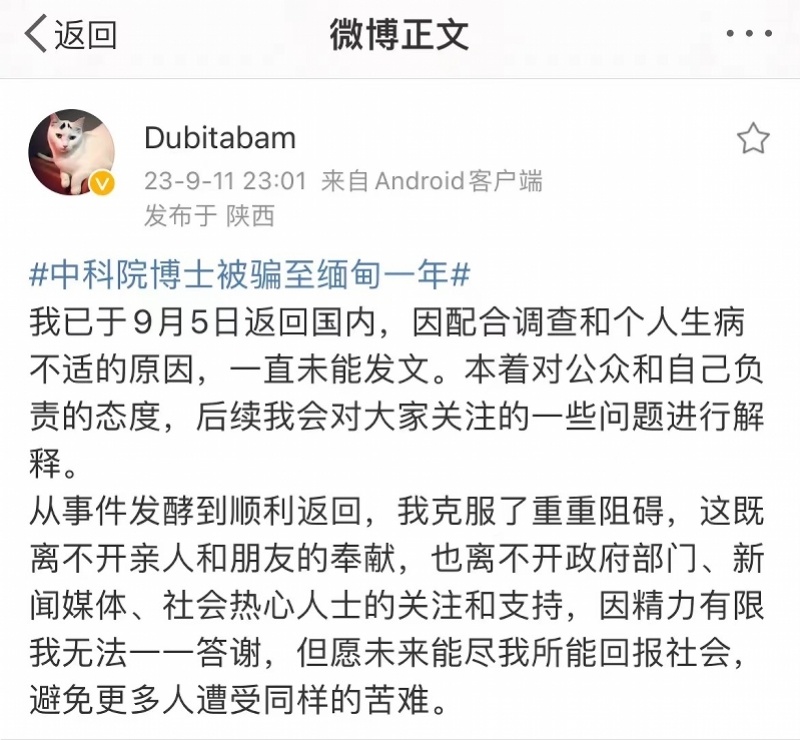 返回
微博正文
Dubitabam
23-9-11 23:01 来自Android客户端
发布于 陕西
#中科院博士被骗至缅甸一年#
我已于9月5日返回国内，因配合调查和个人生病
不适的原因，一直未能发文。本着对公众和自己负
责的态度，后续我会对大家关注的一些问题进行解
释。
从事件发酵到顺利返回，我克服了重重阻碍，这既
离不开亲人和朋友的奉献，也离不开政府部门、新
闻媒体、社会热心人士的关注和支持，因精力有限
我无法一一答谢，但愿未来能尽我所能回报社会，
避免更多人遭受同样的苦难。